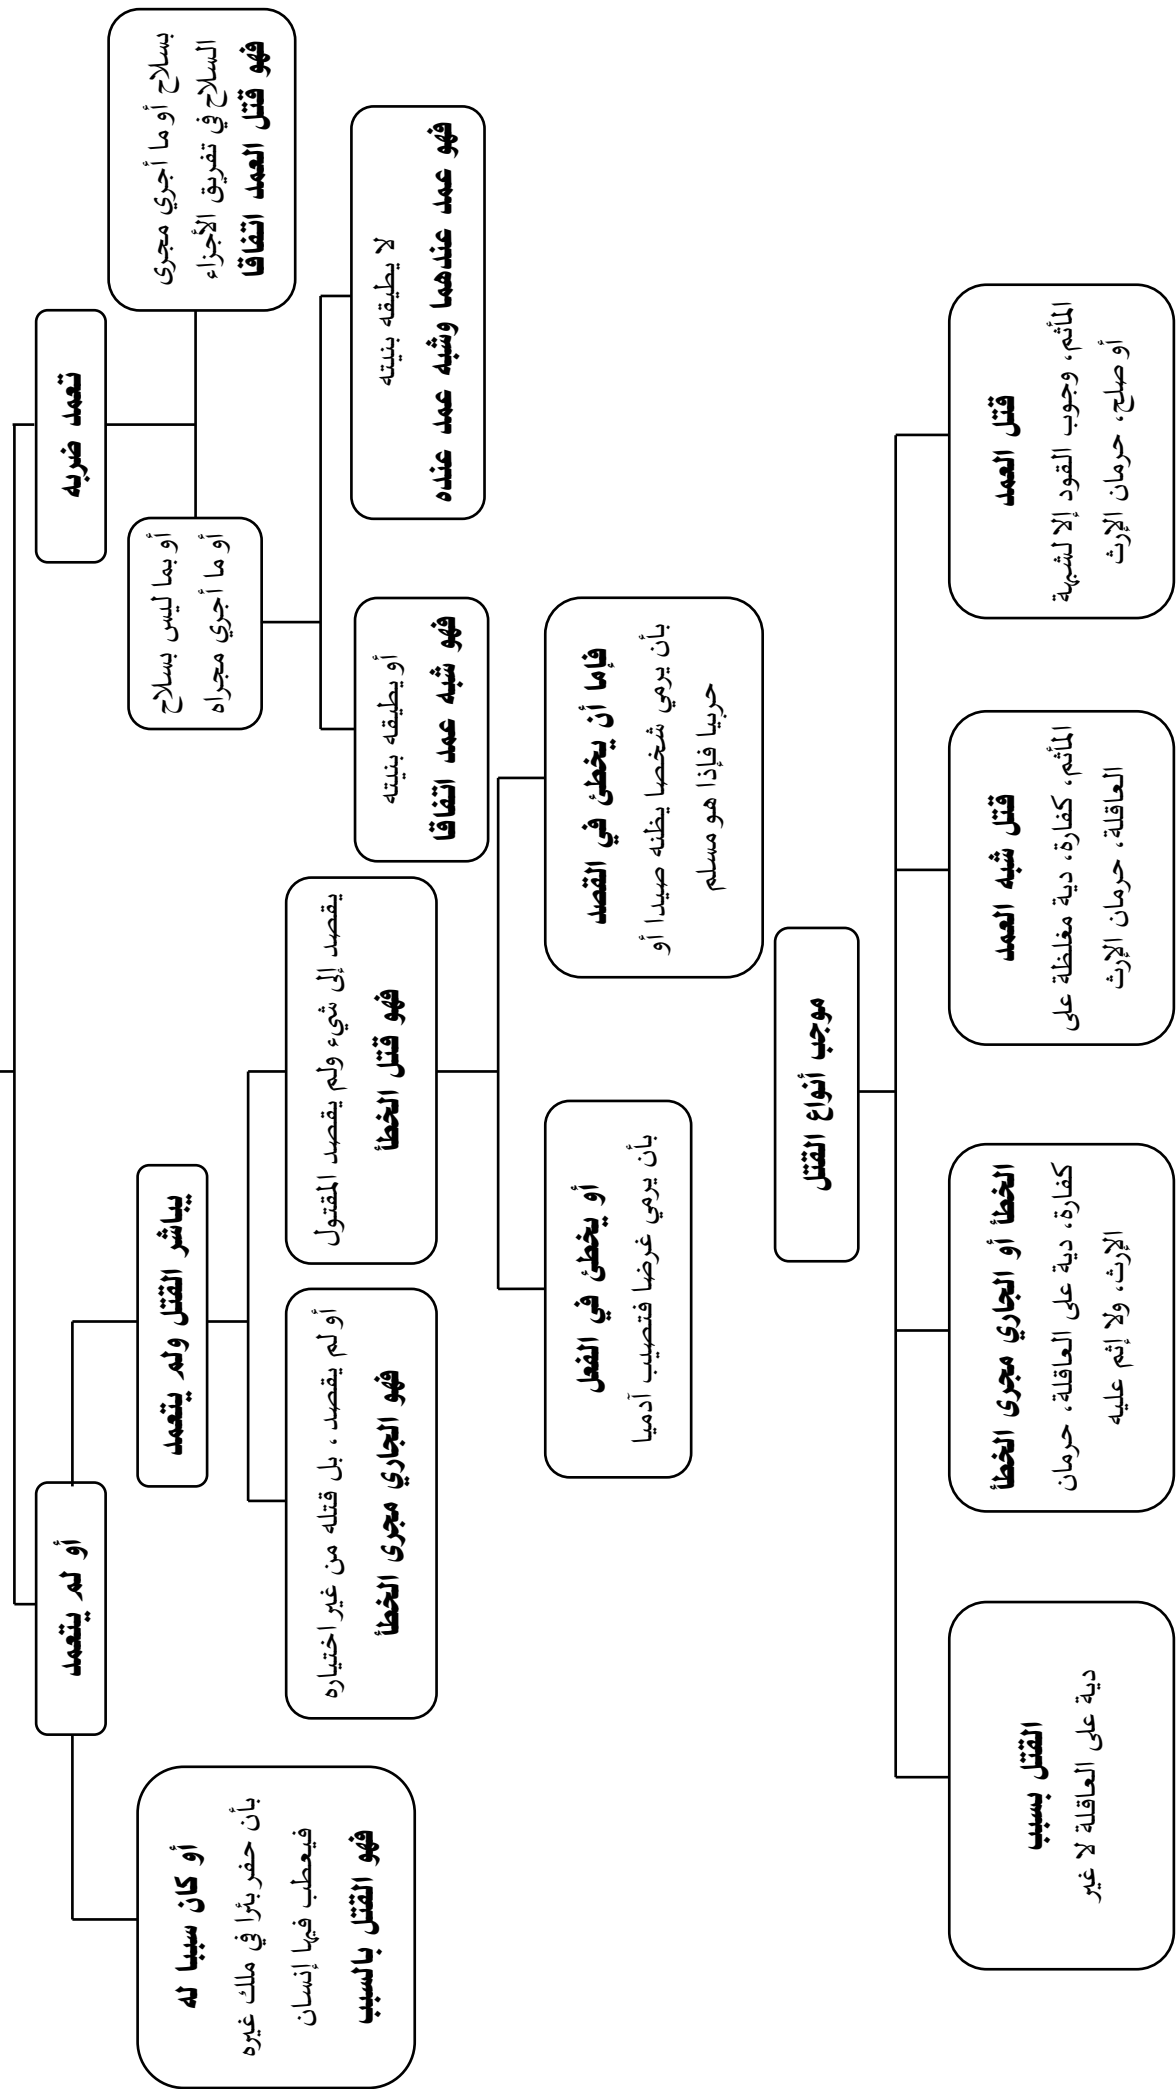 تعمد ضربه
بسلاح أو ما أجري مجرى
السلاح في تفريق الأجزاء
فهو قتل العمد اتفاقا
أو بما ليس بسلاح
أو ما أجري مجراه
لا يطيقه بنيته
فهو عمد عندهما وشبه عمد عنده
أو يطيقه بنيته
فهو شبه عمد اتفاقا
أو لم يتعمد
يباشر القتل ولم يتعمد
يقصد إلى شيء ولم يقصد المقتول
فهو قتل الخطأ
فإما أن يخطئ في القصد
بأن يرمي شخصا يظنه صيدا أو
حربيا فإذا هو مسلم
أو يخطئ في الفعل
بأن يرمي غرضا فتصيب آدميا
أو لم يقصد، بل قتله من غير اختياره
فهو الجاري مجرى الخطأ
أو كان سببا له
بأن حفر بئرا في ملك غيره
فيعطب فيها إنسان
فهو القتل بالسبب
موجب أنواع القتل
قتل العمد
المأثم، وجوب القود إلا لشبهة
أو صلح، حرمان الإرث
قتل شبه العمد
المأثم، كفارة، دية مغلظة على
العاقلة، حرمان الإرث
الخطأ أو الجاري مجرى الخطأ
كفارة، دية على العاقلة، حرمان
الإرث، ولا إثم عليه
القتل بسبب
دية على العاقلة لا غير